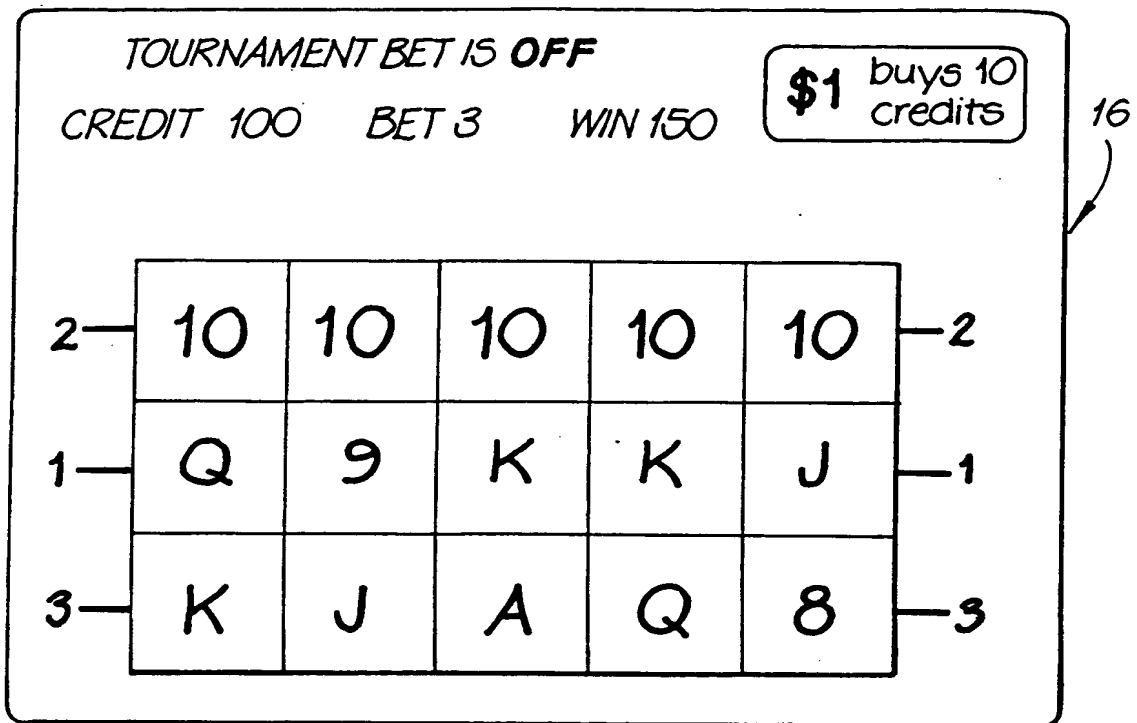 TOURNAMENT BET IS OFF
$1 buys 10 credits
CREDIT 100 BET 3 WIN 150
16
2 10 10 10 10 10 2
1 Q 9 K K J 1
3 K J A Q 8 3